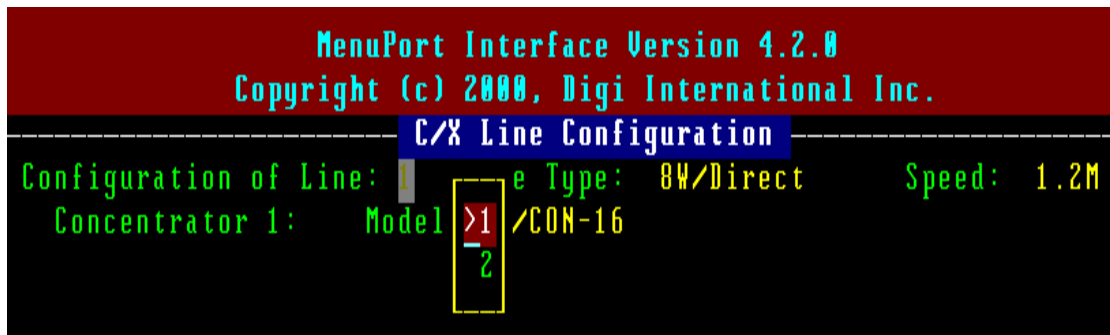 MenuPort Interface Version 4.2.0
Copyright (c) 2000, Digi International Inc.
C/X Line Configuration
Configuration of Line: 1 e Type: 8W/Direct Speed: 1.2M
Concentrator 1: Model >1 /CON-16
2